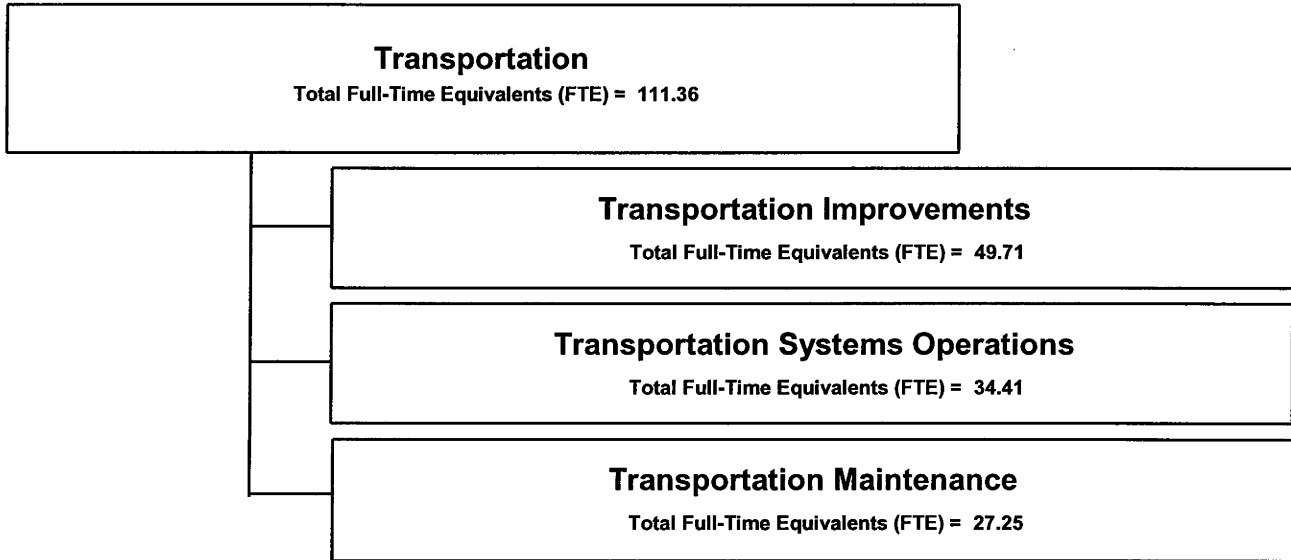 Transportation
Total Full-Time Equivalents (FTE) = 111.36
Transportation Improvements
Total Full-Time Equivalents (FTE) = 49.71
Transportation Systems Operations
Total Full-Time Equivalents (FTE) = 34.41
Transportation Maintenance
Total Full-Time Equivalents (FTE) = 27.25